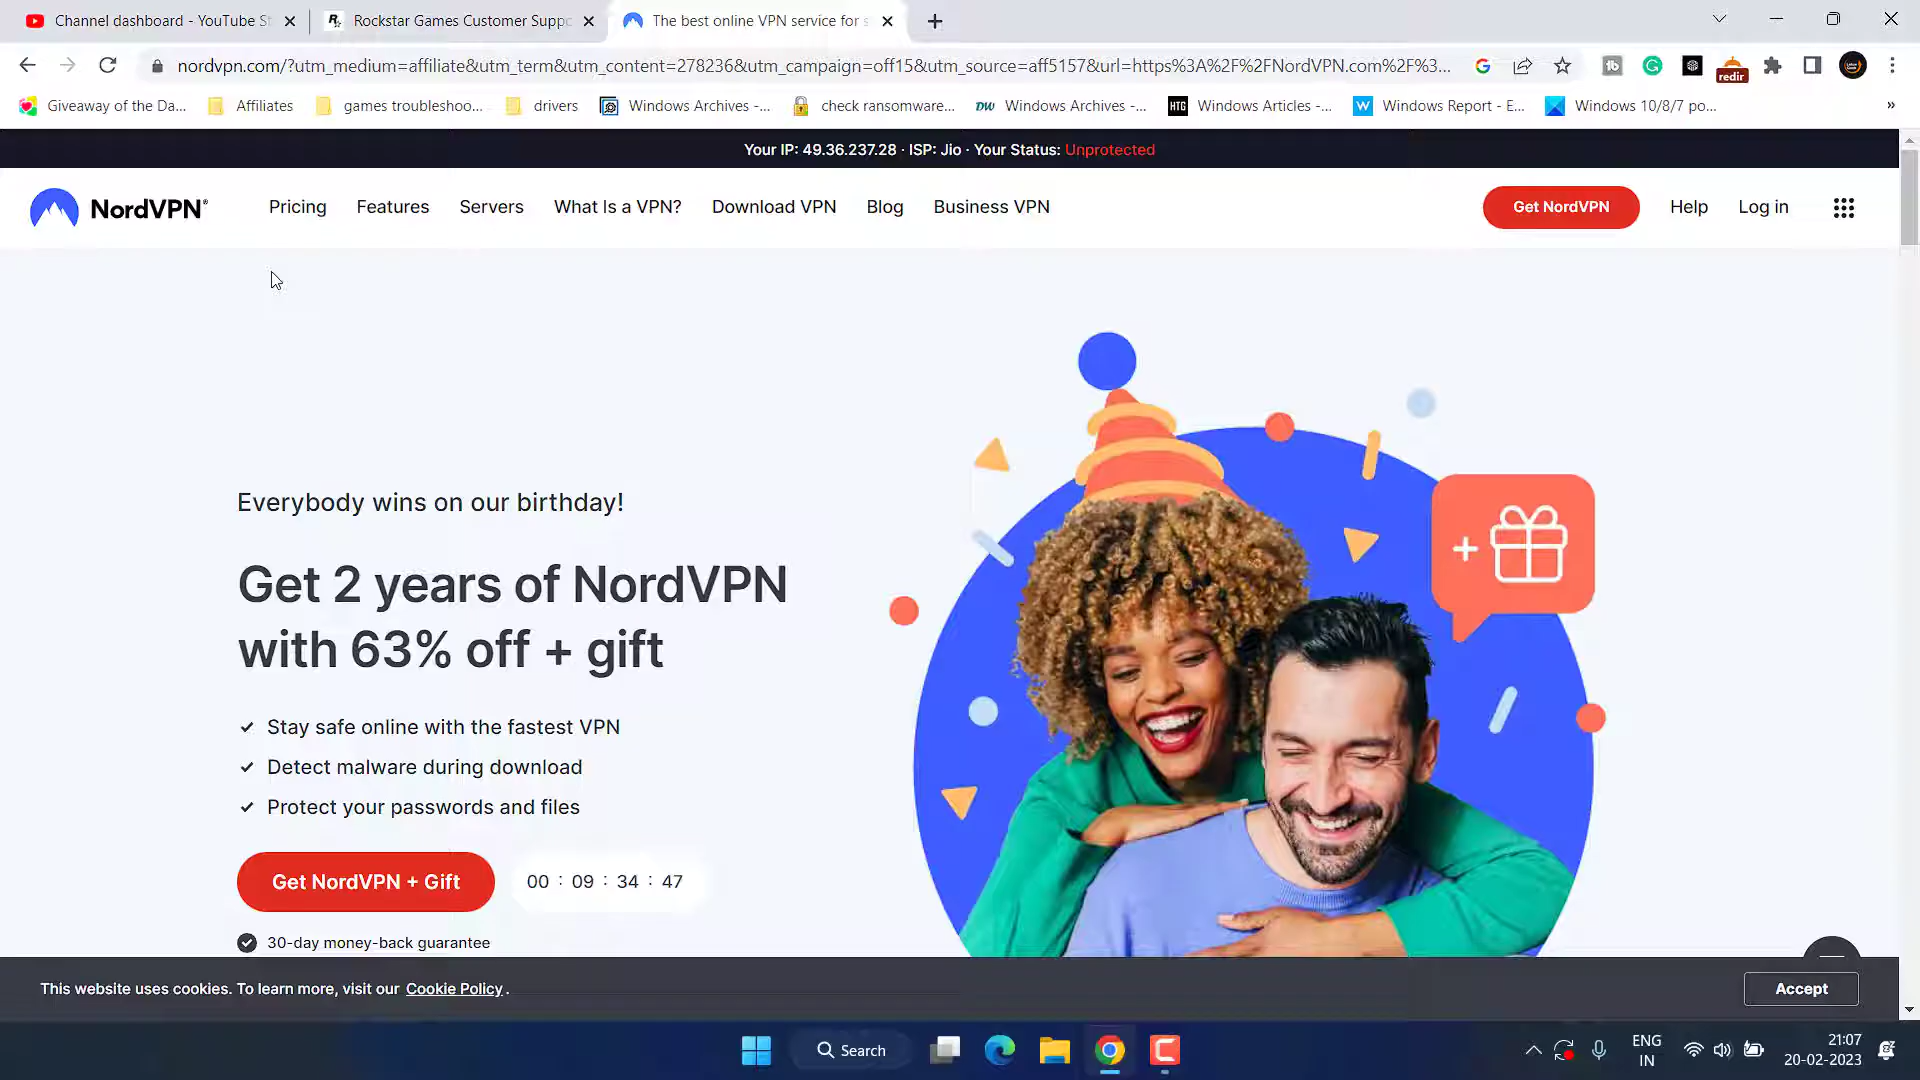 Channel dashboard - YouTube St
Rockstar Games Customer Suppo
The best online VPN service for s
nordvpn.com/?utm_medium=affiliate&utm_term&utm_content=278236&utm_campaign=off15&utm_source=aff5157&url=https%3A%2F%2FNordVPN.com%2F%3...
redir
Giveaway of the Da...
Affiliates
games troubleshoo...
drivers
Windows Archives -...
check ransomware...
DW
Windows Archives -...
HTG
Windows Articles -...
W
Windows Report - E...
Windows 10/8/7 po...
»
Your IP: 49.36.237.28 · ISP: Jio · Your Status: Unprotected
NordVPN®
Pricing
Features
Servers
What Is a VPN?
Download VPN
Blog
Business VPN
Get NordVPN
Help
Log in
Everybody wins on our birthday!
Get 2 years of NordVPN
with 63% off + gift
Stay safe online with the fastest VPN
Detect malware during download
Protect your passwords and files
Get NordVPN + Gift
00 : 09 : 34 : 47
30-day money-back guarantee
This website uses cookies. To learn more, visit our Cookie Policy.
Accept
Search
ENG
IN
21:07
20-02-2023